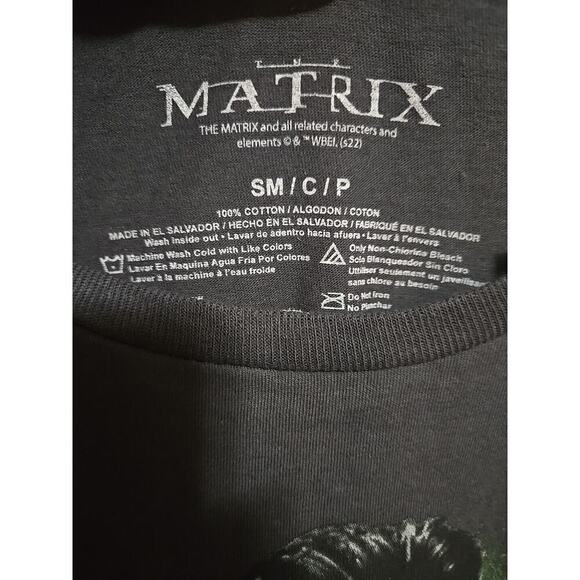 THE
MATRIX
THE MATRIX and all related characters and
elements © & ™ WBEI. (s22)
SM / C / P
100% COTTON / ALGODON / COTON
MADE IN EL SALVADOR / HECHO EN EL SALVADOR / FABRIQUÉ EN EL SALVADOR
Wash inside out • Lavar de adentro hacia afuera • Lavar à l'envers
Machine Wash Cold with Like Colors
Lavar En Maquina Agua Fria Por Colores
Laver à la machine à l'eau froide
Only Non-Chlorine Bleach
Solo Blanqueador Sin Cloro
Utiliser seulement un javellisant
sans chlore au besoin
Do Not Iron
No Planchar